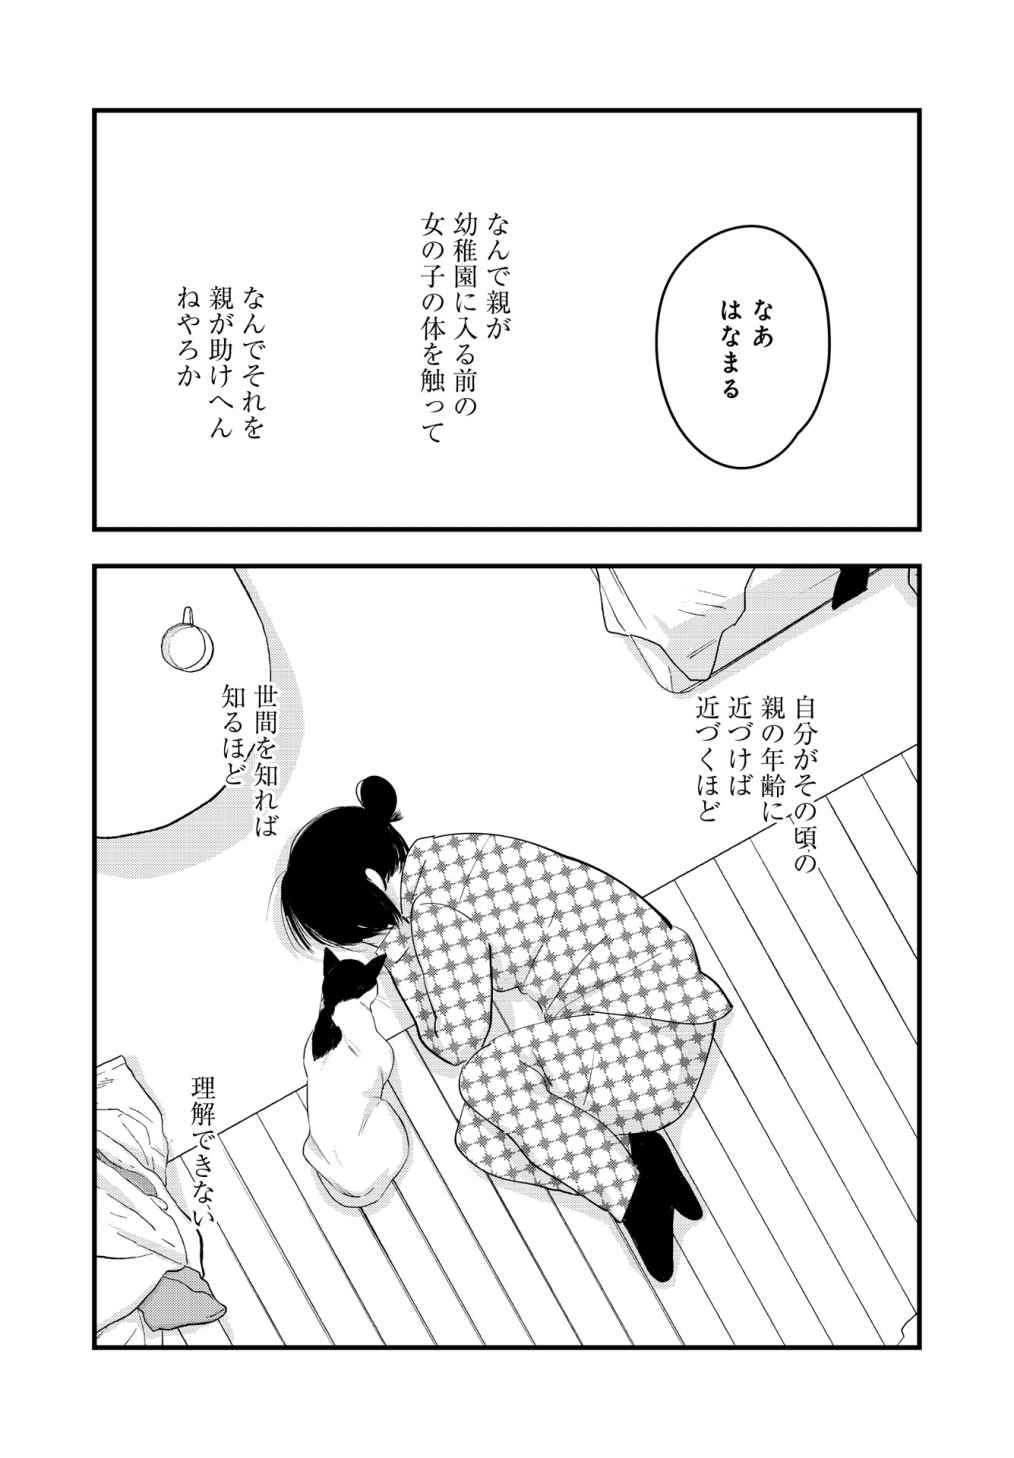 なあ
はなまる
なんで親が
幼稚園に入る前の
女の子の体を触って
なんでそれを
親が助けへん
ねやろか
自分がその頃の
親の年齢に
近づけば
近づくほど
世間を知れば
知るほど
理解できない